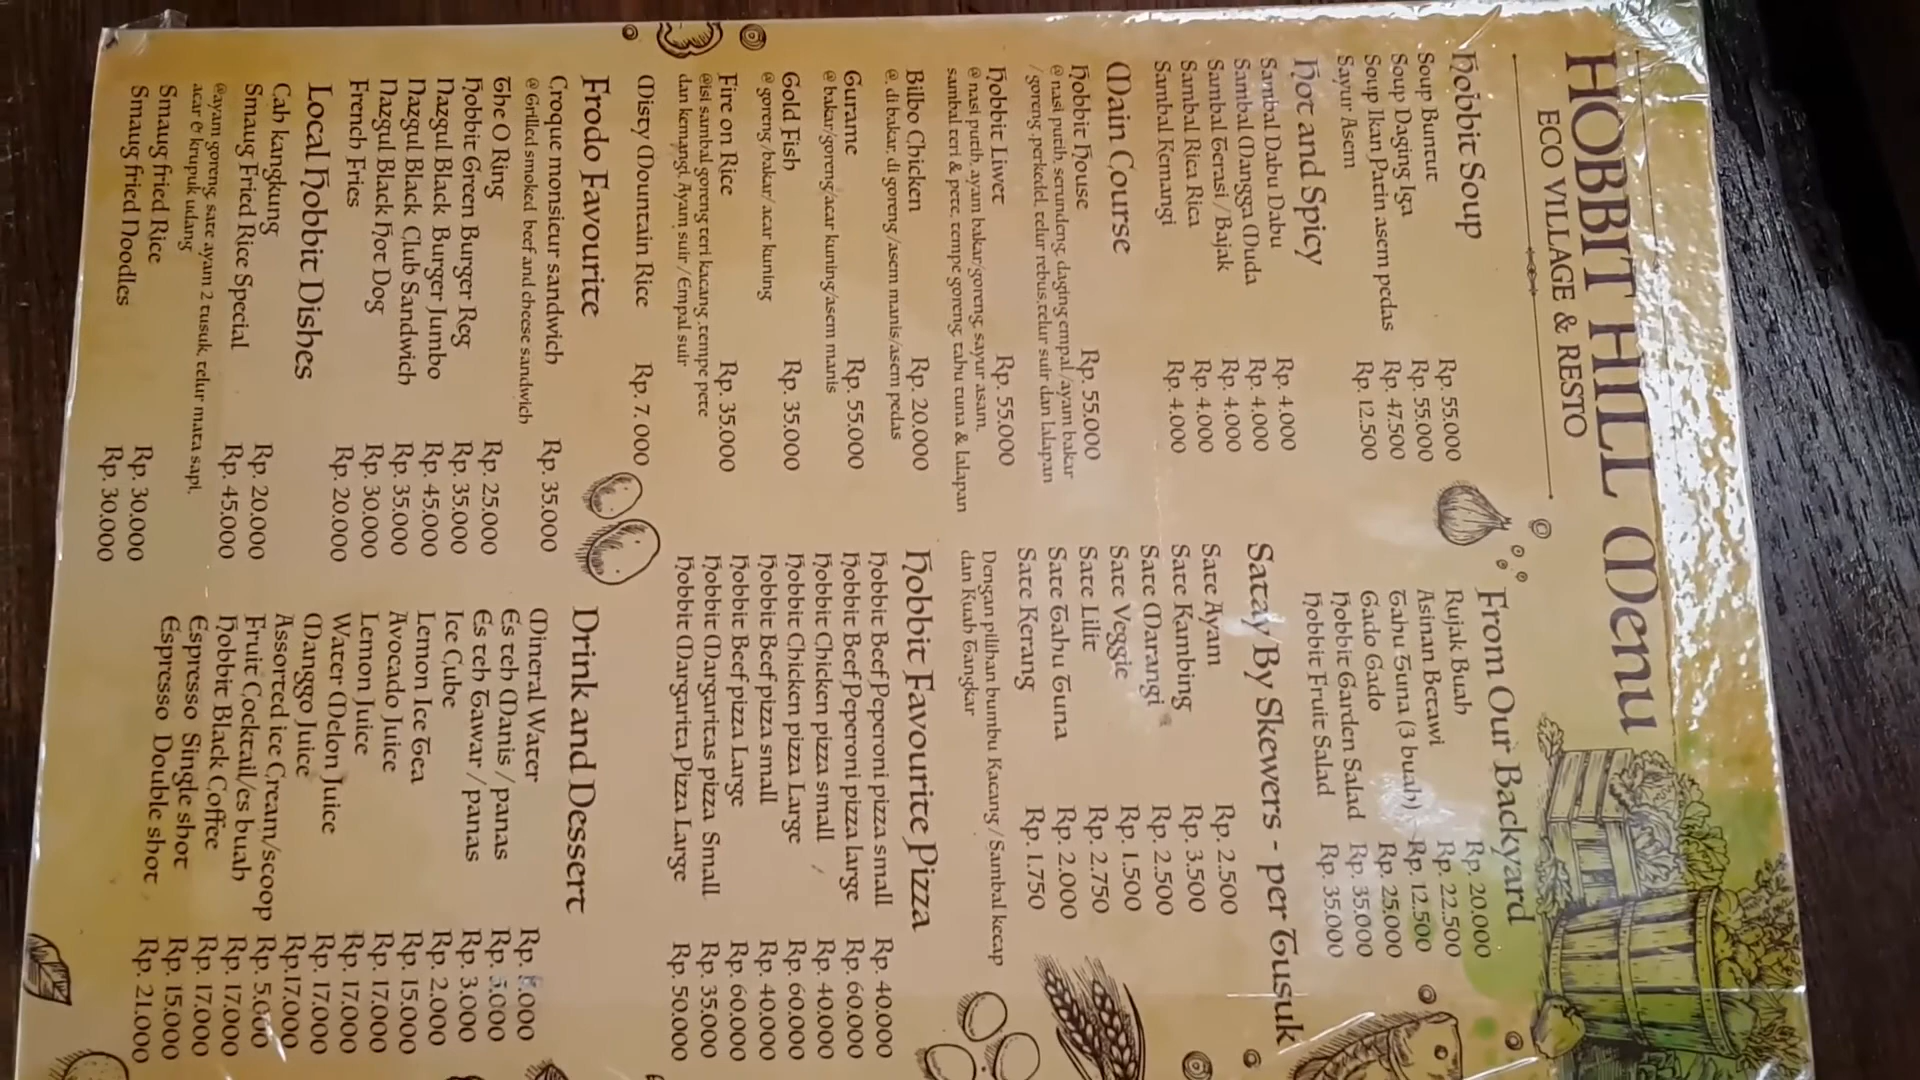 HOBBIT HILL Menu
ECO VILLAGE & RESTO
Hobbit Soup
Soup Buntut Rp. 55.000
Soup Daging Iga Rp. 55.000
Soup Ikan Patin asem pedas Rp. 47.500
Sayur Asem Rp. 12.500
Hot and Spicy
Sambal Dabu Dabu Rp. 4.000
Sambal Mangga Muda Rp. 4.000
Sambal Terasi / Bajak Rp. 4.000
Sambal Rica Rica Rp. 4.000
Sambal Kemangi Rp. 4.000
Main Course
Hobbit House Rp. 55.000
@ nasi putih, serundeng, daging empal /ayam bakar
/goreng, perkedel, telur rebus,telur suir dan lalapan
Hobbit Liwet Rp. 55.000
@ nasi putih, ayam bakar/goreng, sayur asam,
sambal teri & pete, tempe goreng, tahu tuna & lalapan
Bilbo Chicken Rp. 20.000
@. di bakar, di goreng/asem manis/asem pedas
Gurame Rp. 55.000
@ bakar/goreng/acar kuning/asem manis
Gold Fish Rp. 35.000
@ goreng /bakar/ acar kuning
Fire on Rice Rp. 35.000
@isi sambal goreng teri kacang ,tempe pete
dan kemangi, Ayam suir /Empal suir
Misty Mountain Rice Rp. 7.000
Frodo Favourite
Croque monsieur sandwich Rp. 35.000
@ Grilled smoked beef and cheese sandwich
The O Ring Rp. 25.000
Hobbit Green Burger Reg Rp. 35.000
Nazgul Black Burger Jumbo Rp. 45.000
Nazgul Black Club Sandwich Rp. 35.000
Nazgul Black Hot Dog Rp. 30.000
French Fries Rp. 20.000
Local Hobbit Dishes
Cah kangkung Rp. 20.000
Smaug Fried Rice Special Rp. 45.000
@ayam goreng, sate ayam 2 tusuk, telur mata sapi,
acar & krupuk udang
Smaug fried Rice Rp. 30.000
Smaug fried Noodles Rp. 30.000
From Our Backyard
Rujak Buah Rp. 20.000
Asinan Betawi Rp. 22.500
Tahu Tuna (3 buah) Rp. 12.500
Gado Gado Rp. 25.000
Hobbit Garden Salad Rp. 35.000
Hobbit Fruit Salad Rp. 35.000
Satay By Skewers - per Tusuk
Sate Ayam Rp. 2.500
Sate Kambing Rp. 3.500
Sate Marangi Rp. 2.500
Sate Veggie Rp. 1.500
Sate Lilit Rp. 2.750
Sate Tahu Tuna Rp. 2.000
Sate Kerang Rp. 1.750
Dengan pilihan bumbu Kacang / Sambal kecap
dan Kuah Tangkar
Hobbit Favourite Pizza
Hobbit Beef Peperoni pizza small Rp. 40.000
Hobbit Beef Peperoni pizza large Rp. 60.000
Hobbit Chicken pizza small Rp. 40.000
Hobbit Chicken pizza Large Rp. 60.000
Hobbit Beef pizza small Rp. 40.000
Hobbit Beef pizza Large Rp. 60.000
Hobbit Margaritas pizza Small Rp. 35.000
Hobbit Margarita Pizza Large Rp. 50.000
Drink and Dessert
Mineral Water Rp.
Es teh Manis / panas Rp. 5.000
Es teh Tawar / panas Rp. 3.000
Ice Cube Rp. 2.000
Lemon Ice Tea Rp. 15.000
Avocado Juice Rp. 17.000
Lemon Juice Rp. 17.000
Water Melon Juice Rp. 17.000
Manggo Juice Rp.17.000
Assorted ice Cream/scoop Rp. 5.000
Fruit Cocktail/es buah Rp. 17.000
Hobbit Black Coffee Rp. 17.000
Espresso Single shot Rp. 15.000
Espresso Double shot Rp. 21.000